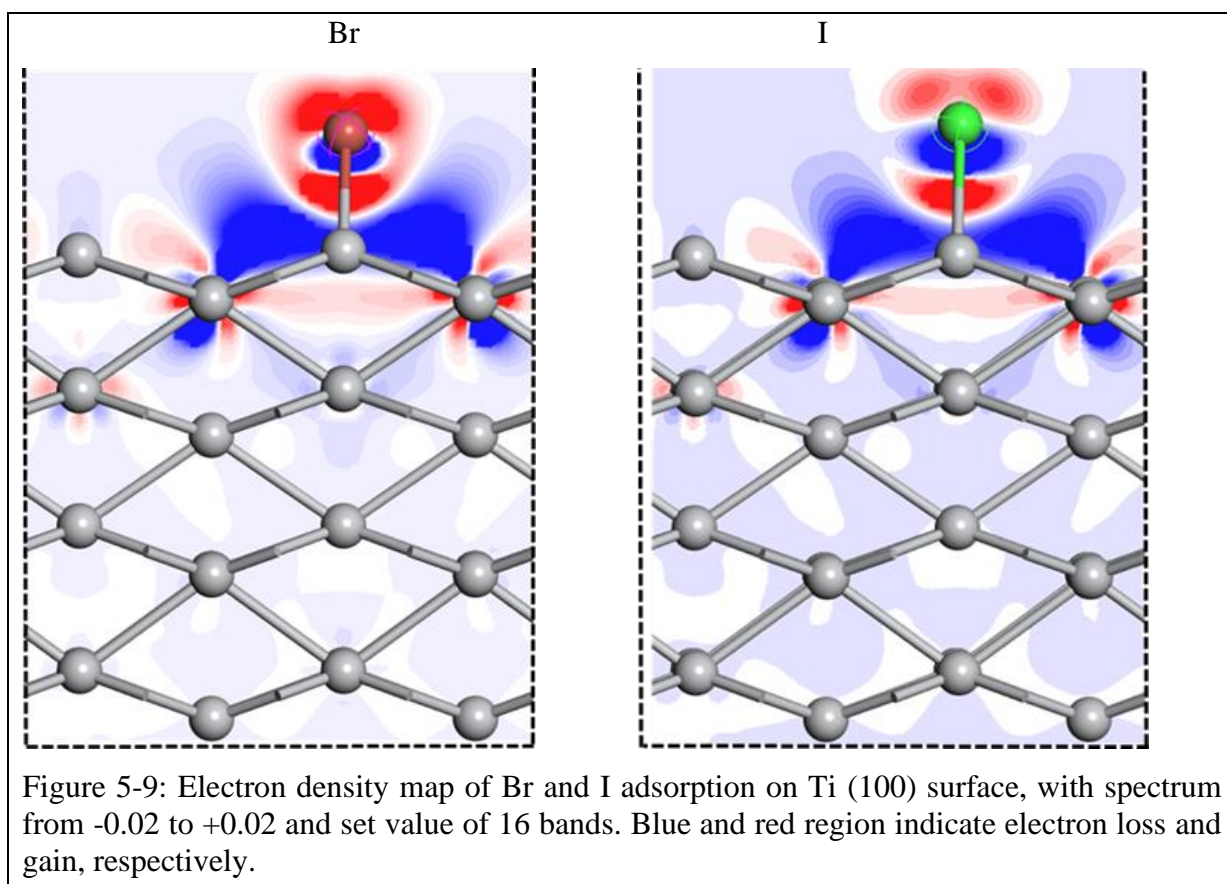 Br I
Figure 5-9: Electron density map of Br and I adsorption on Ti (100) surface, with spectrum
from -0.02 to +0.02 and set value of 16 bands. Blue and red region indicate electron loss and
gain, respectively.